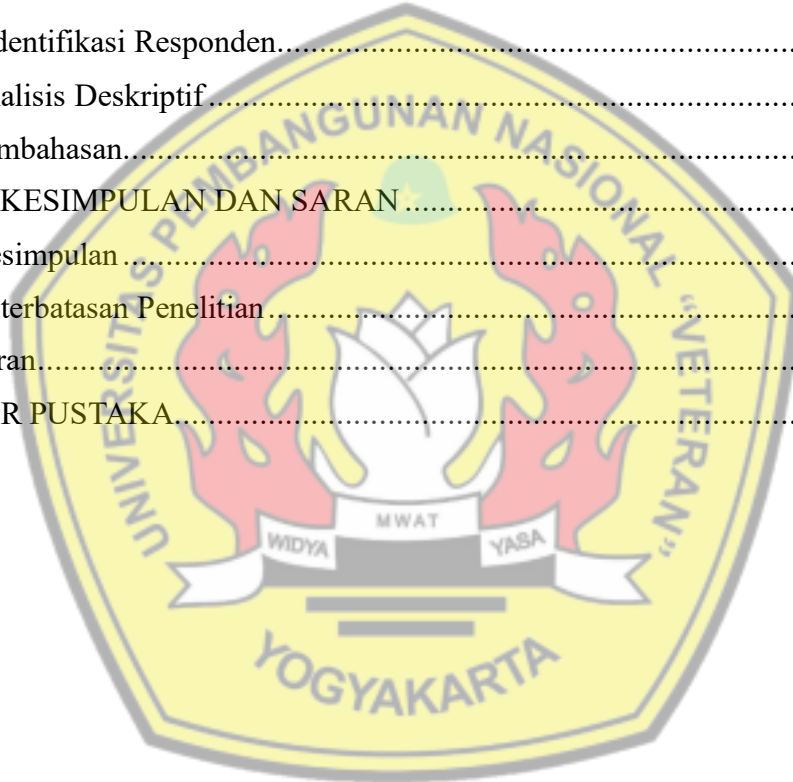 dentifikasi Responden
alisis Deskriptif
mbahasan
KESIMPULAN DAN SARAN
esimpulan
terbatasan Penelitian
ran
R PUSTAKA
UNIVERSITAS PEMBANGUNAN NASIONAL “VETERAN”
WIDYA MWAT YASA
YOGYAKARTA